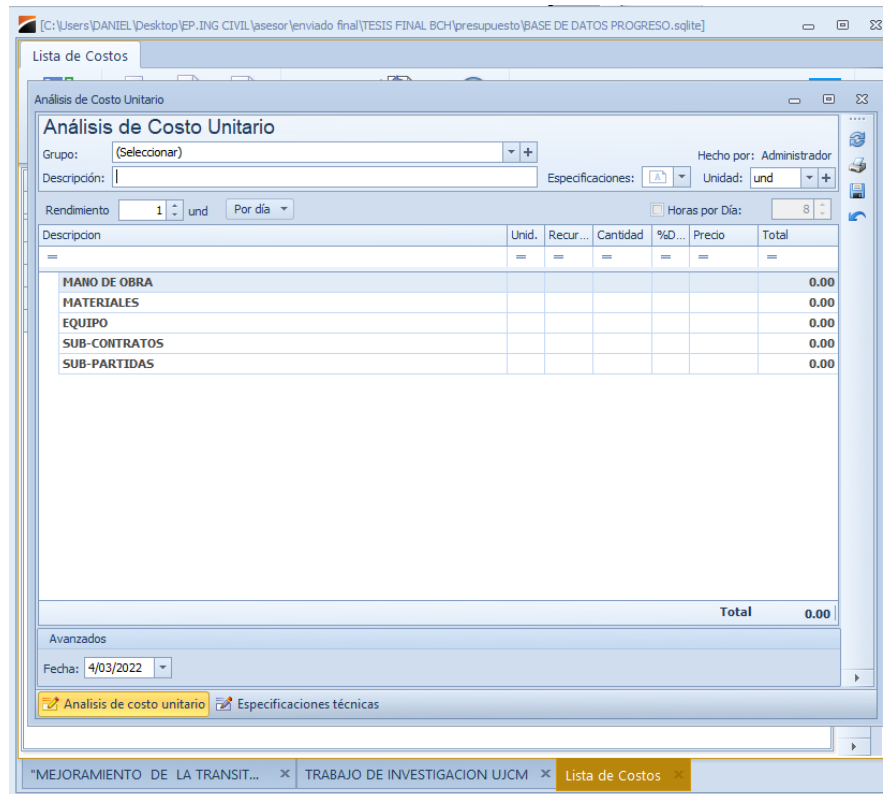 [C:\Users\DANIEL\Desktop\EP.ING CIVIL\asesor\enviado final\TESIS FINAL BCH\presupuesto\BASE DE DATOS PROGRESO.sqlite]
Lista de Costos
Análisis de Costo Unitario
Análisis de Costo Unitario
Grupo: (Seleccionar) Hecho por: Administrador
Descripción: Especificaciones: A Unidad: und
Rendimiento 1 und Por día Horas por Día: 8
Descripcion Unid. Recur... Cantidad %D... Precio Total
= = = = = = =
MANO DE OBRA 0.00
MATERIALES 0.00
EQUIPO 0.00
SUB-CONTRATOS 0.00
SUB-PARTIDAS 0.00
Total 0.00
Avanzados
Fecha: 4/03/2022
Analisis de costo unitario Especificaciones técnicas
"MEJORAMIENTO DE LA TRANSIT... × TRABAJO DE INVESTIGACION UJCM × Lista de Costos ×